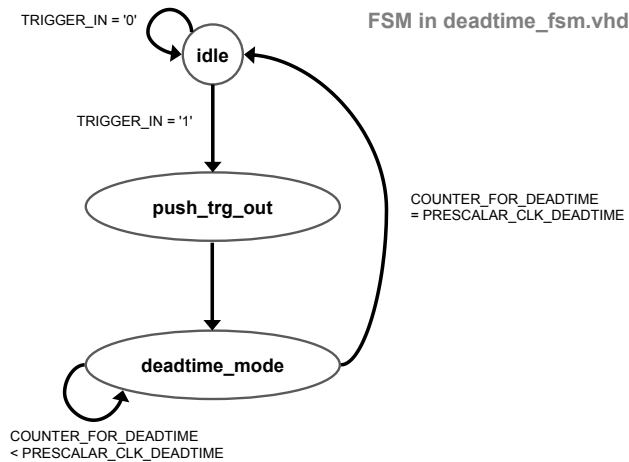 FSM in deadtime_fsm.vhd
TRIGGER_IN = '0'
idle
TRIGGER_IN = '1'
push_trg_out
COUNTER_FOR_DEADTIME
= PRESCALAR_CLK_DEADTIME
deadtime_mode
COUNTER_FOR_DEADTIME
< PRESCALAR_CLK_DEADTIME